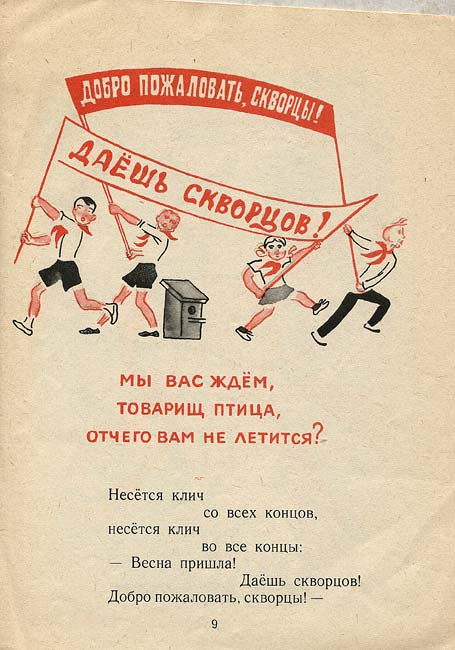 ДОБРО ПОЖАЛОВАТЬ, СКВОРЦЫ!
ДАЁШЬ СКВОРЦОВ!
МЫ ВАС ЖДЁМ,
ТОВАРИЩ ПТИЦА,
ОТЧЕГО ВАМ НЕ ЛЕТИТСЯ?
Несётся клич
со всех концов,
несётся клич
во все концы:
— Весна пришла!
Даёшь скворцов!
Добро пожаловать, скворцы! —
9